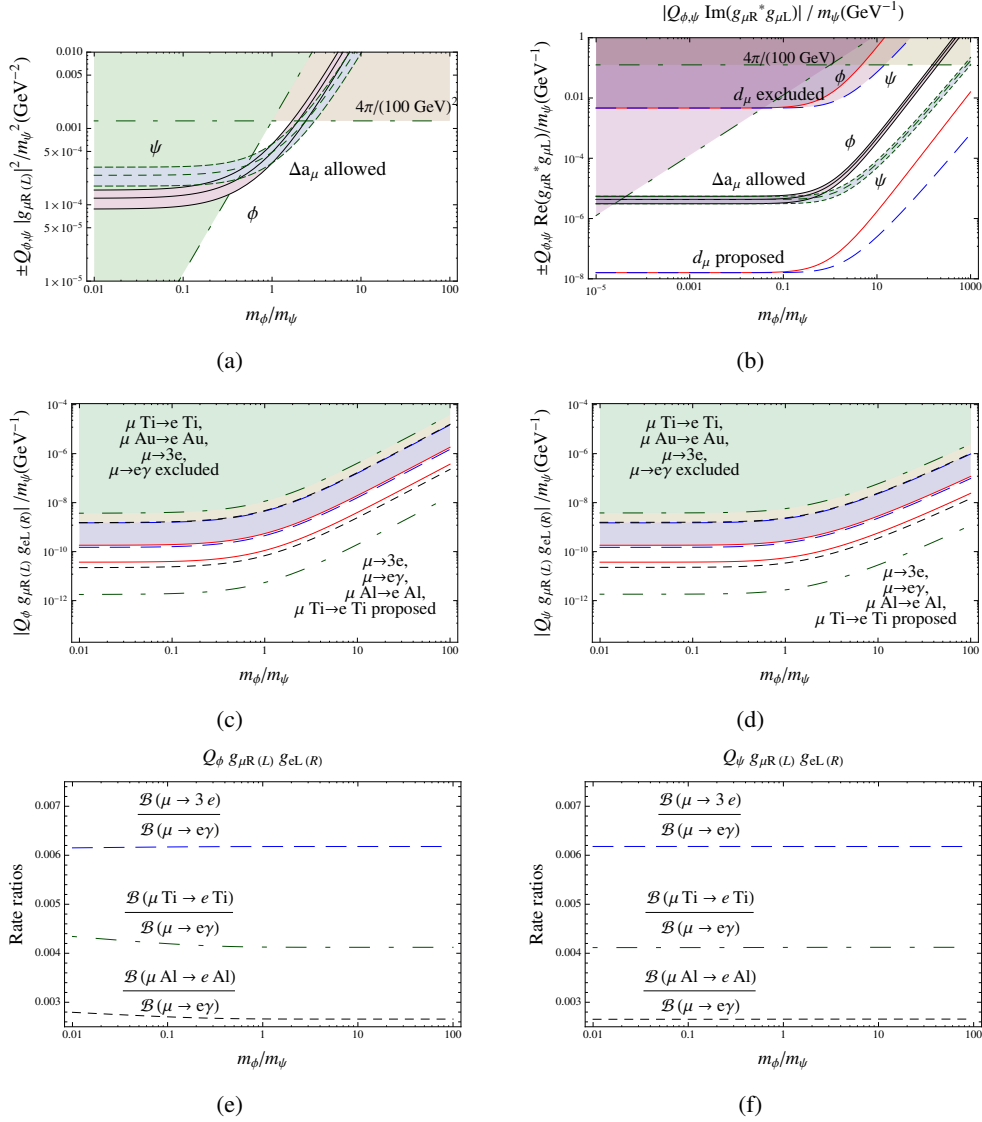 |Q_{ϕ,ψ} Im(g_{μR}^* g_{μL})| / m_ψ(GeV⁻¹)
±Q_{ϕ,ψ} |g_{μR (L)}|²/m_ψ² (GeV⁻²)
0.010
0.005
0.001
5×10⁻⁴
1×10⁻⁴
5×10⁻⁵
1×10⁻⁵
ψ
ϕ
4π/(100 GeV)²
Δa_μ allowed
0.01
0.1
1
10
100
m_ϕ/m_ψ
(a)
±Q_{ϕ,ψ} Re(g_{μR}^* g_{μL})/m_ψ(GeV⁻¹)
1
0.01
10⁻⁴
10⁻⁶
10⁻⁸
4π/(100 GeV)
ϕ
ψ
d_μ excluded
ϕ
Δa_μ allowed
ψ
d_μ proposed
10⁻⁵
0.001
0.1
10
1000
m_ϕ/m_ψ
(b)
|Q_ϕ g_{μR (L)} g_{eL (R)}| /m_ψ(GeV⁻¹)
10⁻⁴
10⁻⁶
10⁻⁸
10⁻¹⁰
10⁻¹²
μ Ti→e Ti,
μ Au→e Au,
μ→3e,
μ→eγ excluded
μ→3e,
μ→eγ,
μ Al→e Al,
μ Ti→e Ti proposed
0.01
0.1
1
10
100
m_ϕ/m_ψ
(c)
|Q_ψ g_{μR (L)} g_{eL (R)}| /m_ψ(GeV⁻¹)
10⁻⁴
10⁻⁶
10⁻⁸
10⁻¹⁰
10⁻¹²
μ Ti→e Ti,
μ Au→e Au,
μ→3e,
μ→eγ excluded
μ→3e,
μ→eγ,
μ Al→e Al,
μ Ti→e Ti proposed
0.01
0.1
1
10
100
m_ϕ/m_ψ
(d)
Q_ϕ g_{μR (L)} g_{eL (R)}
Rate ratios
0.007
0.006
0.005
0.004
0.003
ℬ(μ → 3 e)
ℬ(μ → eγ)
ℬ(μ Ti → e Ti)
ℬ(μ → eγ)
ℬ(μ Al → e Al)
ℬ(μ → eγ)
0.01
0.1
1
10
100
m_ϕ/m_ψ
(e)
Q_ψ g_{μR (L)} g_{eL (R)}
Rate ratios
0.007
0.006
0.005
0.004
0.003
ℬ(μ → 3 e)
ℬ(μ → eγ)
ℬ(μ Ti → e Ti)
ℬ(μ → eγ)
ℬ(μ Al → e Al)
ℬ(μ → eγ)
0.01
0.1
1
10
100
m_ϕ/m_ψ
(f)